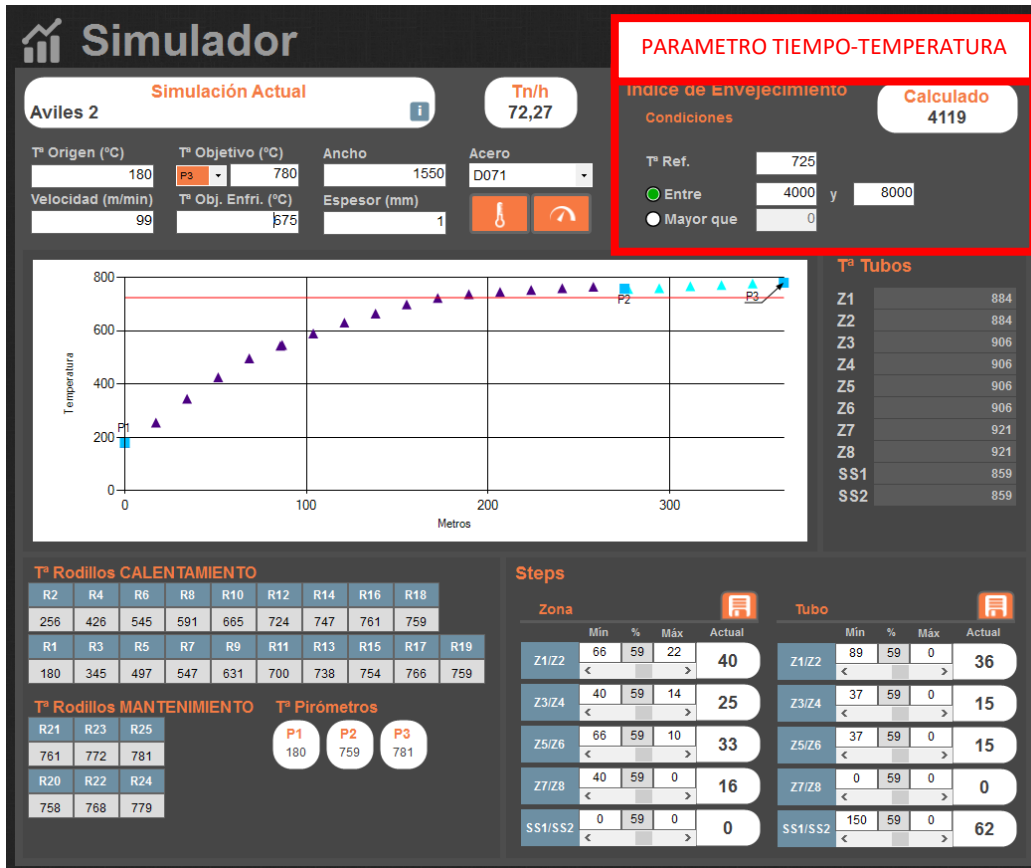 Simulador
PARAMETRO TIEMPO-TEMPERATURA
Simulación Actual
Aviles 2
i
Tn/h
72,27
Indice de Envejecimiento
Condiciones
Calculado
4119
Tª Origen (ºC)
180
Tª Objetivo (ºC)
P3 780
Ancho
1550
Acero
D071
Velocidad (m/min)
99
Tª Obj. Enfri. (ºC)
675
Espesor (mm)
1
Tª Ref. 725
Entre 4000 y 8000
Mayor que 0
800
600
400
200
0
Temperatura
P1
P2
P3
0 100 200 300
Metros
Tª Tubos
Z1 884
Z2 884
Z3 906
Z4 906
Z5 906
Z6 906
Z7 921
Z8 921
SS1 859
SS2 859
Tª Rodillos CALENTAMIENTO
R2 R4 R6 R8 R10 R12 R14 R16 R18
256 426 545 591 665 724 747 761 759
R1 R3 R5 R7 R9 R11 R13 R15 R17 R19
180 345 497 547 631 700 738 754 766 759
Tª Rodillos MANTENIMIENTO
R21 R23 R25
761 772 781
R20 R22 R24
758 768 779
Tª Pirómetros
P1 P2 P3
180 759 781
Steps
Zona
Mín % Máx Actual
Z1/Z2 66 59 22 40
Z3/Z4 40 59 14 25
Z5/Z6 66 59 10 33
Z7/Z8 40 59 0 16
SS1/SS2 0 59 0 0
Tubo
Mín % Máx Actual
Z1/Z2 89 59 0 36
Z3/Z4 37 59 0 15
Z5/Z6 37 59 0 15
Z7/Z8 0 59 0 0
SS1/SS2 150 59 0 62